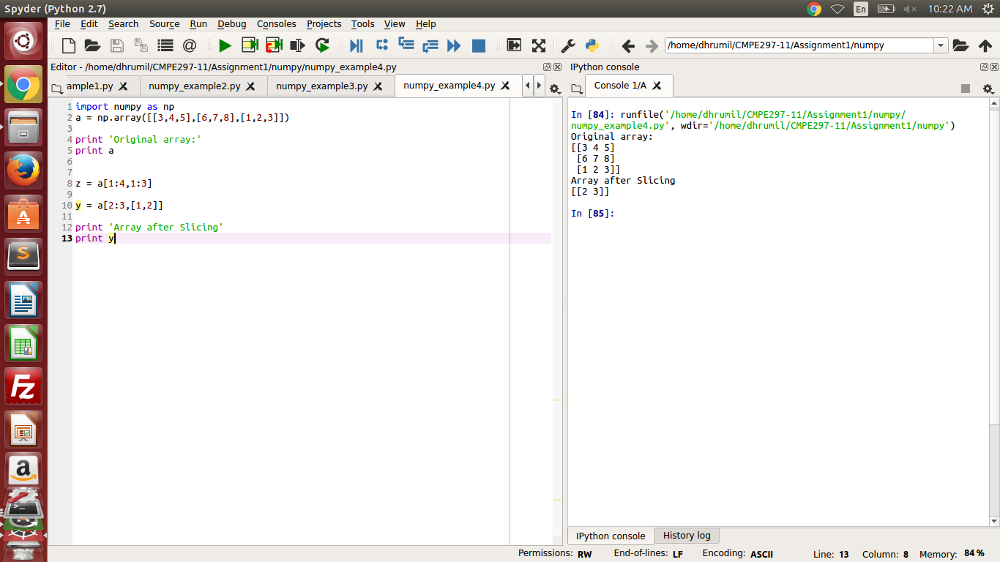 Spyder (Python 2.7)
En
10:22 AM
File Edit Search Source Run Debug Consoles Projects Tools View Help
/home/dhrumil/CMPE297-11/Assignment1/numpy
Editor - /home/dhrumil/CMPE297-11/Assignment1/numpy/numpy_example4.py
ample1.py numpy_example2.py numpy_example3.py numpy_example4.py
1 import numpy as np
2 a = np.array([[3,4,5],[6,7,8],[1,2,3]])
3
4 print 'Original array:'
5 print a
6
7
8 z = a[1:4,1:3]
9
10 y = a[2:3,[1,2]]
11
12 print 'Array after Slicing'
13 print y
IPython console
Console 1/A
In [84]: runfile('/home/dhrumil/CMPE297-11/Assignment1/numpy/
numpy_example4.py', wdir='/home/dhrumil/CMPE297-11/Assignment1/numpy')
Original array:
[[3 4 5]
 [6 7 8]
 [1 2 3]]
Array after Slicing
[[2 3]]
In [85]:
IPython console History log
Permissions: RW End-of-lines: LF Encoding: ASCII Line: 13 Column: 8 Memory: 84 %
A
S
Fz
a